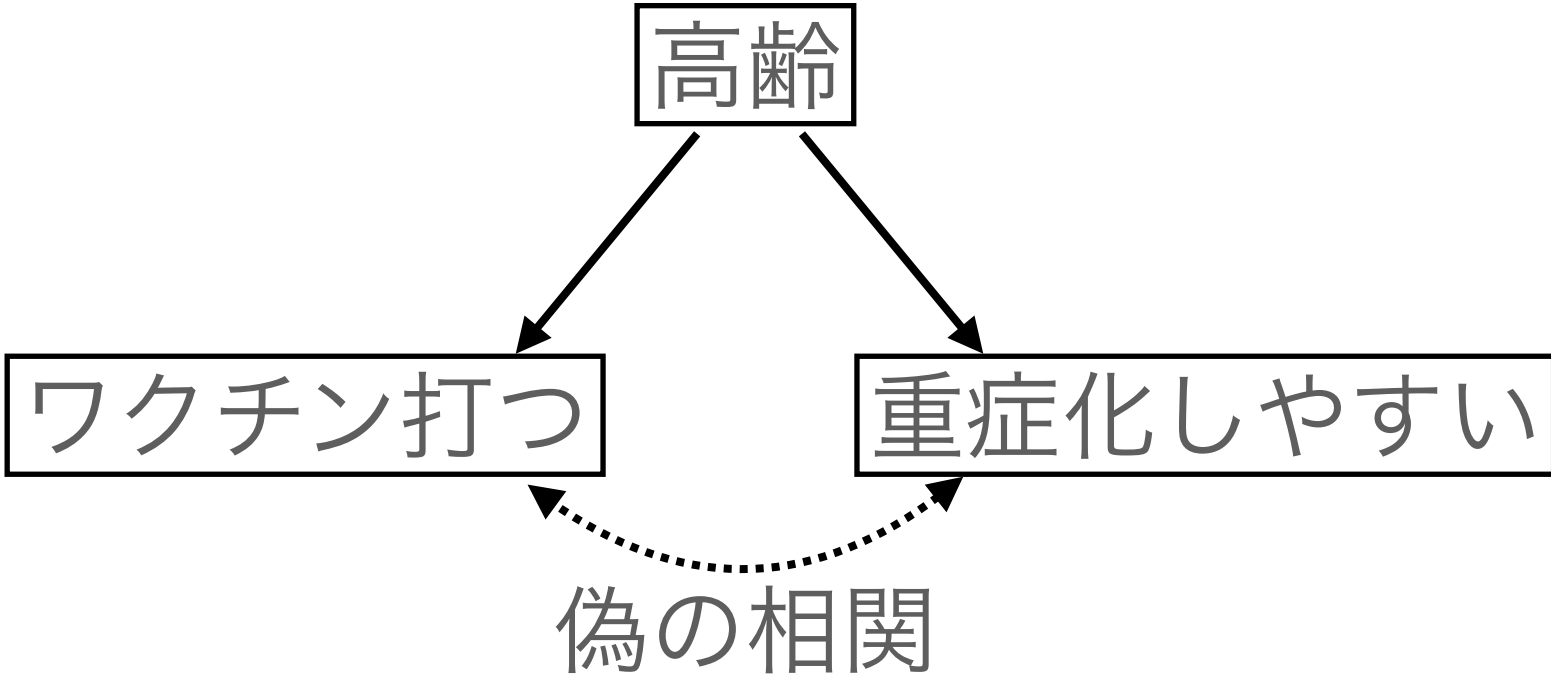 高齢
ワクチン打つ
重症化しやすい
偽の相関